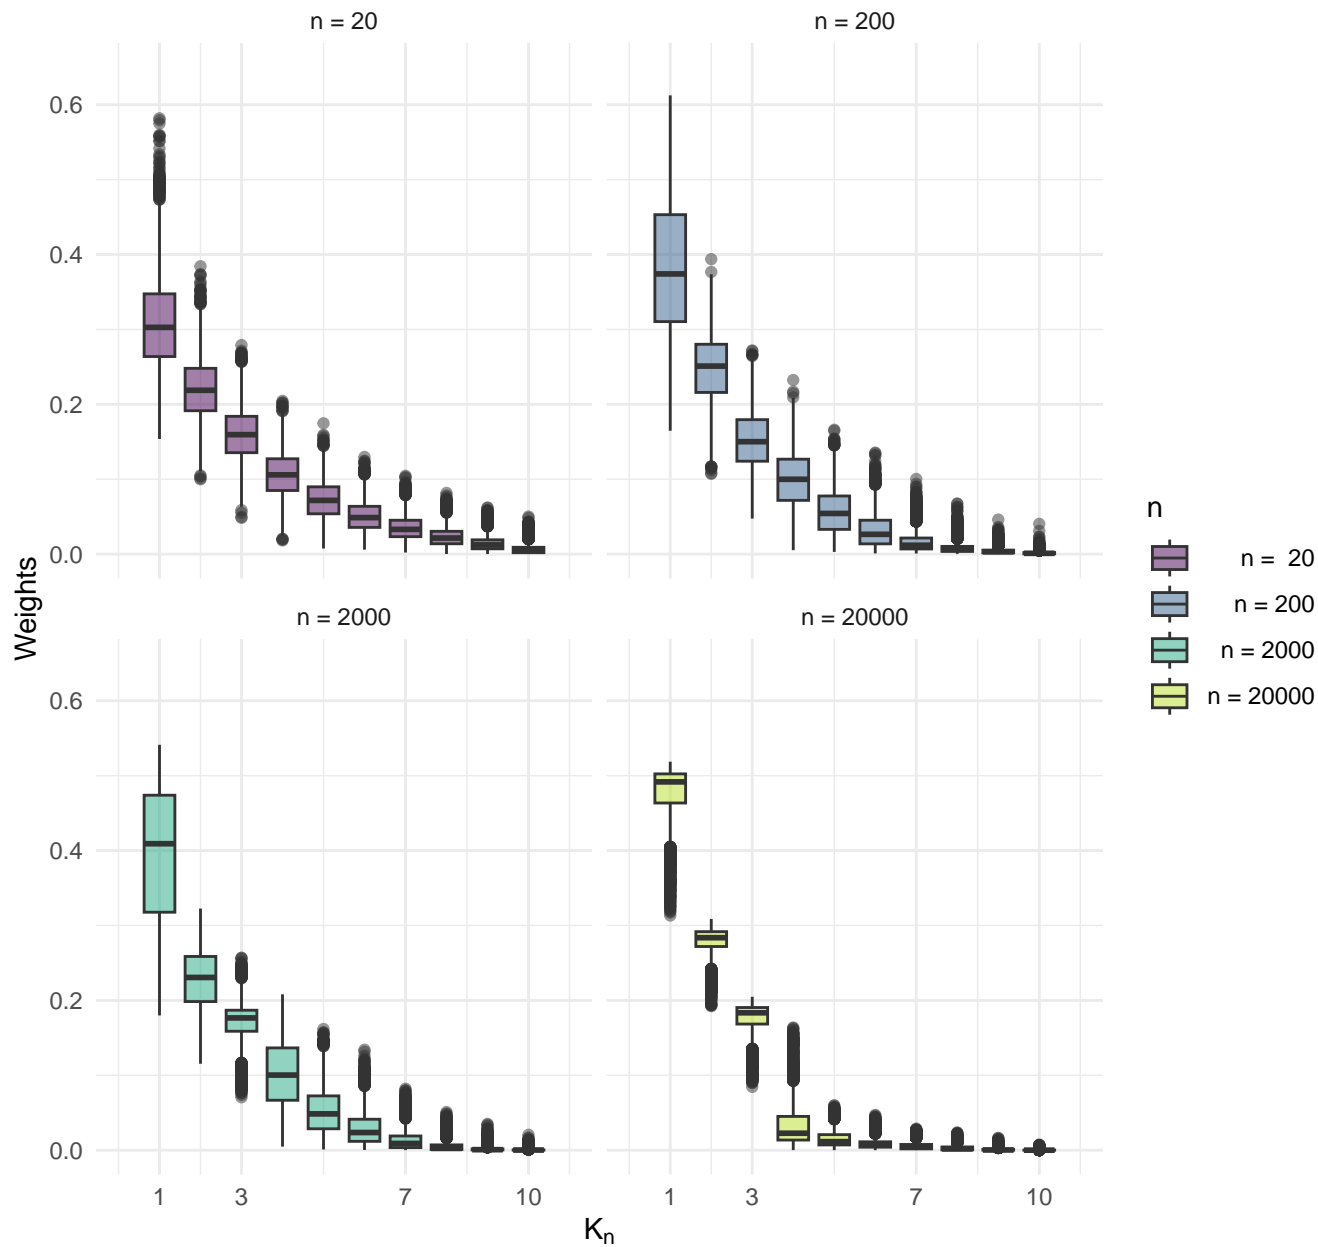 n = 20
n = 200
0.6
0.4
0.2
0.0
n = 2000
n = 20000
0.6
0.4
0.2
0.0
1 3 7 10
1 3 7 10
Weights
Kn
n
n = 20
n = 200
n = 2000
n = 20000